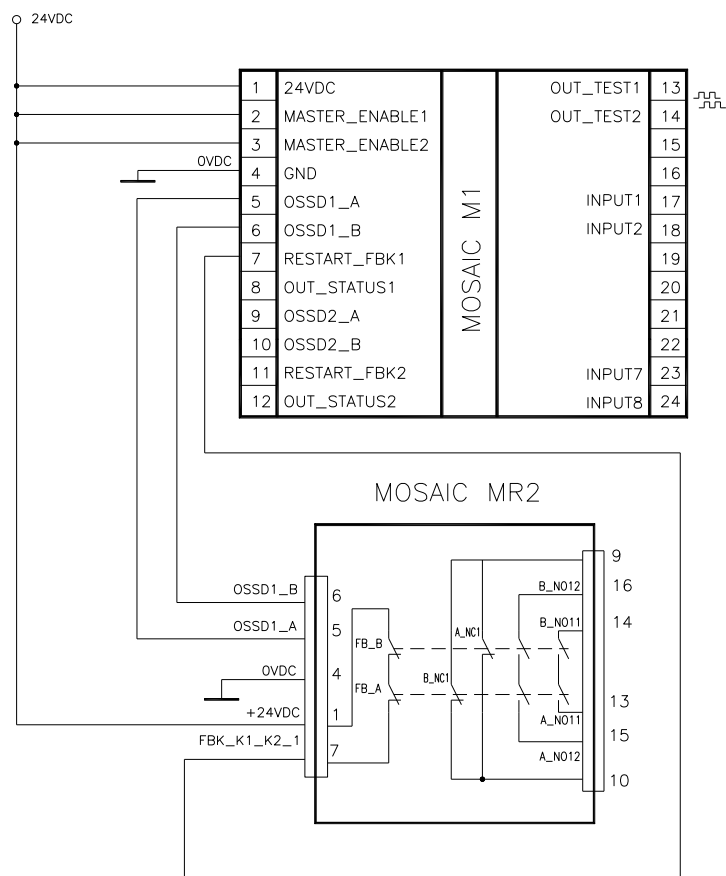 24VDC
1 24VDC OUT_TEST1 13
2 MASTER_ENABLE1 OUT_TEST2 14
3 MASTER_ENABLE2 15
0VDC
4 GND 16
5 OSSD1_A INPUT1 17
6 OSSD1_B INPUT2 18
7 RESTART_FBK1 19
8 OUT_STATUS1 20
9 OSSD2_A 21
10 OSSD2_B 22
11 RESTART_FBK2 INPUT7 23
12 OUT_STATUS2 INPUT8 24
MOSAIC M1
MOSAIC MR2
9
OSSD1_B 6 B_NO12 16
OSSD1_A 5 A_NC1 B_NO11 14
FB_B
0VDC 4 FB_A B_NC1
13
+24VDC 1 A_NO11
15
FBK_K1_K2_1 7 A_NO12
10